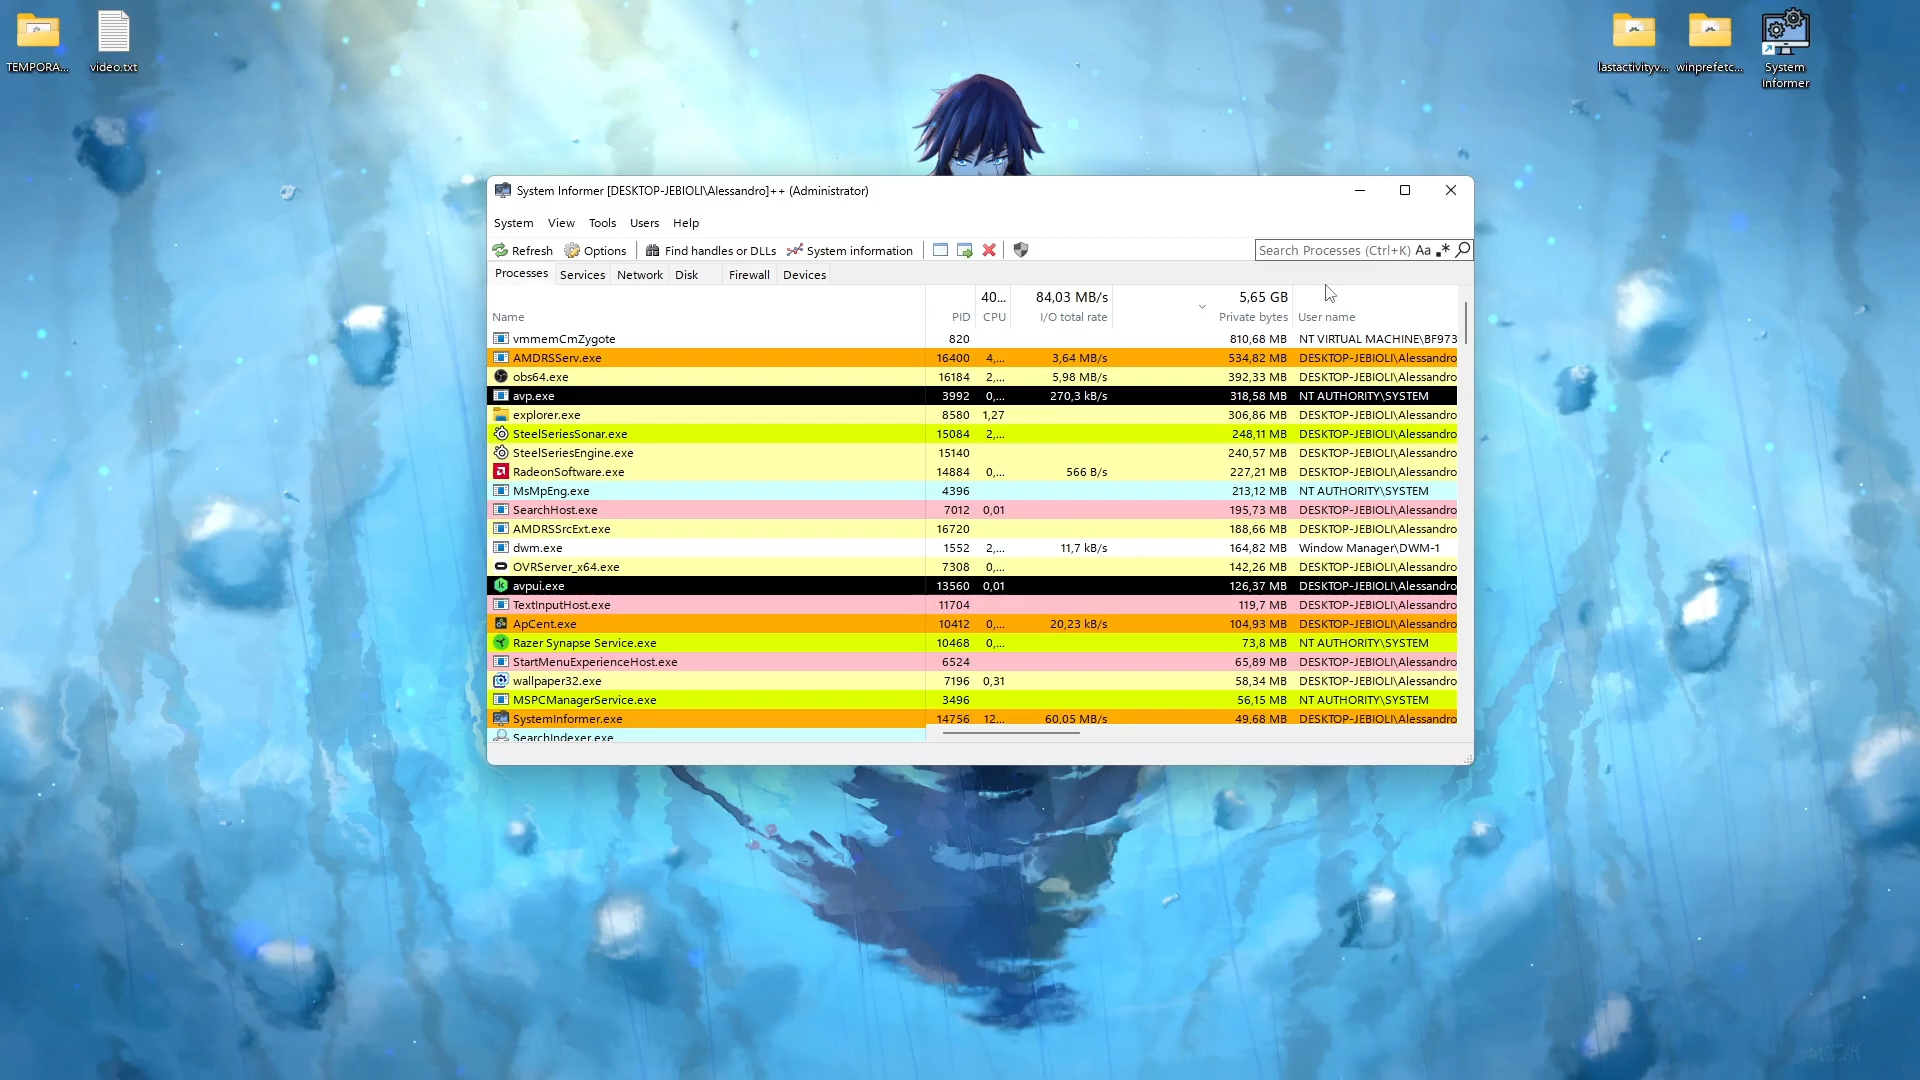 TEMPORA...
video.txt
lastactivityv...
winprefetc...
System
Informer
System Informer [DESKTOP-JEBIOLI\Alessandro]++ (Administrator)
System View Tools Users Help
Refresh Options Find handles or DLLs System information Search Processes (Ctrl+K) Aa .*
Processes Services Network Disk Firewall Devices
40... 84,03 MB/s 5,65 GB
Name PID CPU I/O total rate Private bytes User name
vmmemCmZygote 820 810,68 MB NT VIRTUAL MACHINE\BF973
AMDRSServ.exe 16400 4,... 3,64 MB/s 534,82 MB DESKTOP-JEBIOLI\Alessandro
obs64.exe 16184 2,... 5,98 MB/s 392,33 MB DESKTOP-JEBIOLI\Alessandro
avp.exe 3992 0,... 270,3 kB/s 318,58 MB NT AUTHORITY\SYSTEM
explorer.exe 8580 1,27 306,86 MB DESKTOP-JEBIOLI\Alessandro
SteelSeriesSonar.exe 15084 2,... 248,11 MB DESKTOP-JEBIOLI\Alessandro
SteelSeriesEngine.exe 15140 240,57 MB DESKTOP-JEBIOLI\Alessandro
RadeonSoftware.exe 14884 0,... 566 B/s 227,21 MB DESKTOP-JEBIOLI\Alessandro
MsMpEng.exe 4396 213,12 MB NT AUTHORITY\SYSTEM
SearchHost.exe 7012 0,01 195,73 MB DESKTOP-JEBIOLI\Alessandro
AMDRSSrcExt.exe 16720 188,66 MB DESKTOP-JEBIOLI\Alessandro
dwm.exe 1552 2,... 11,7 kB/s 164,82 MB Window Manager\DWM-1
OVRServer_x64.exe 7308 0,... 142,26 MB DESKTOP-JEBIOLI\Alessandro
avpui.exe 13560 0,01 126,37 MB DESKTOP-JEBIOLI\Alessandro
TextInputHost.exe 11704 119,7 MB DESKTOP-JEBIOLI\Alessandro
ApCent.exe 10412 0,... 20,23 kB/s 104,93 MB DESKTOP-JEBIOLI\Alessandro
Razer Synapse Service.exe 10468 0,... 73,8 MB NT AUTHORITY\SYSTEM
StartMenuExperienceHost.exe 6524 65,89 MB DESKTOP-JEBIOLI\Alessandro
wallpaper32.exe 7196 0,31 58,34 MB DESKTOP-JEBIOLI\Alessandro
MSPCManagerService.exe 3496 56,15 MB NT AUTHORITY\SYSTEM
SystemInformer.exe 14756 12... 60,05 MB/s 49,68 MB DESKTOP-JEBIOLI\Alessandro
SearchIndexer.exe